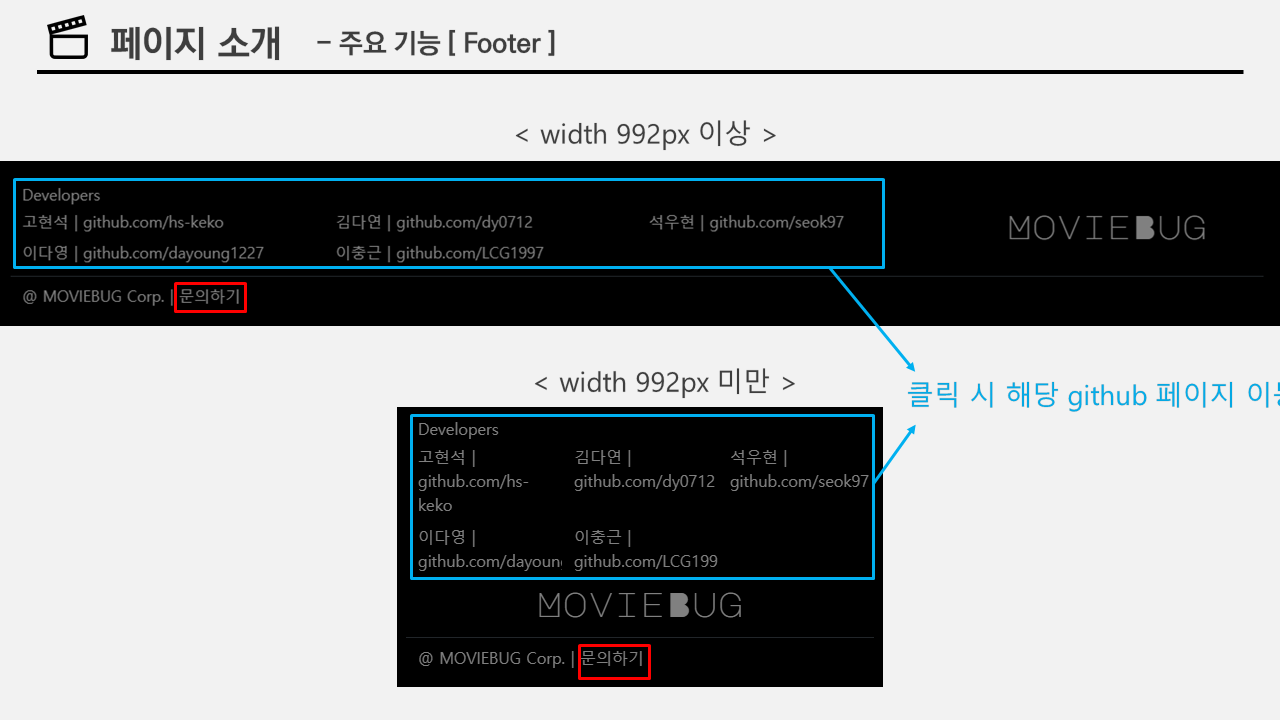 페이지 소개 - 주요 기능 [ Footer ]
< width 992px 이상 >
Developers
고현석 | github.com/hs-keko 김다연 | github.com/dy0712 석우현 | github.com/seok97
이다영 | github.com/dayoung1227 이충근 | github.com/LCG1997
MOVIEBUG
@ MOVIEBUG Corp. | 문의하기
< width 992px 미만 >
클릭 시 해당 github 페이지 이
Developers
고현석 |
github.com/hs-
keko
김다연 |
github.com/dy0712
석우현 |
github.com/seok97
이다영 |
github.com/dayoung
이충근 |
github.com/LCG199
MOVIEBUG
@ MOVIEBUG Corp. | 문의하기